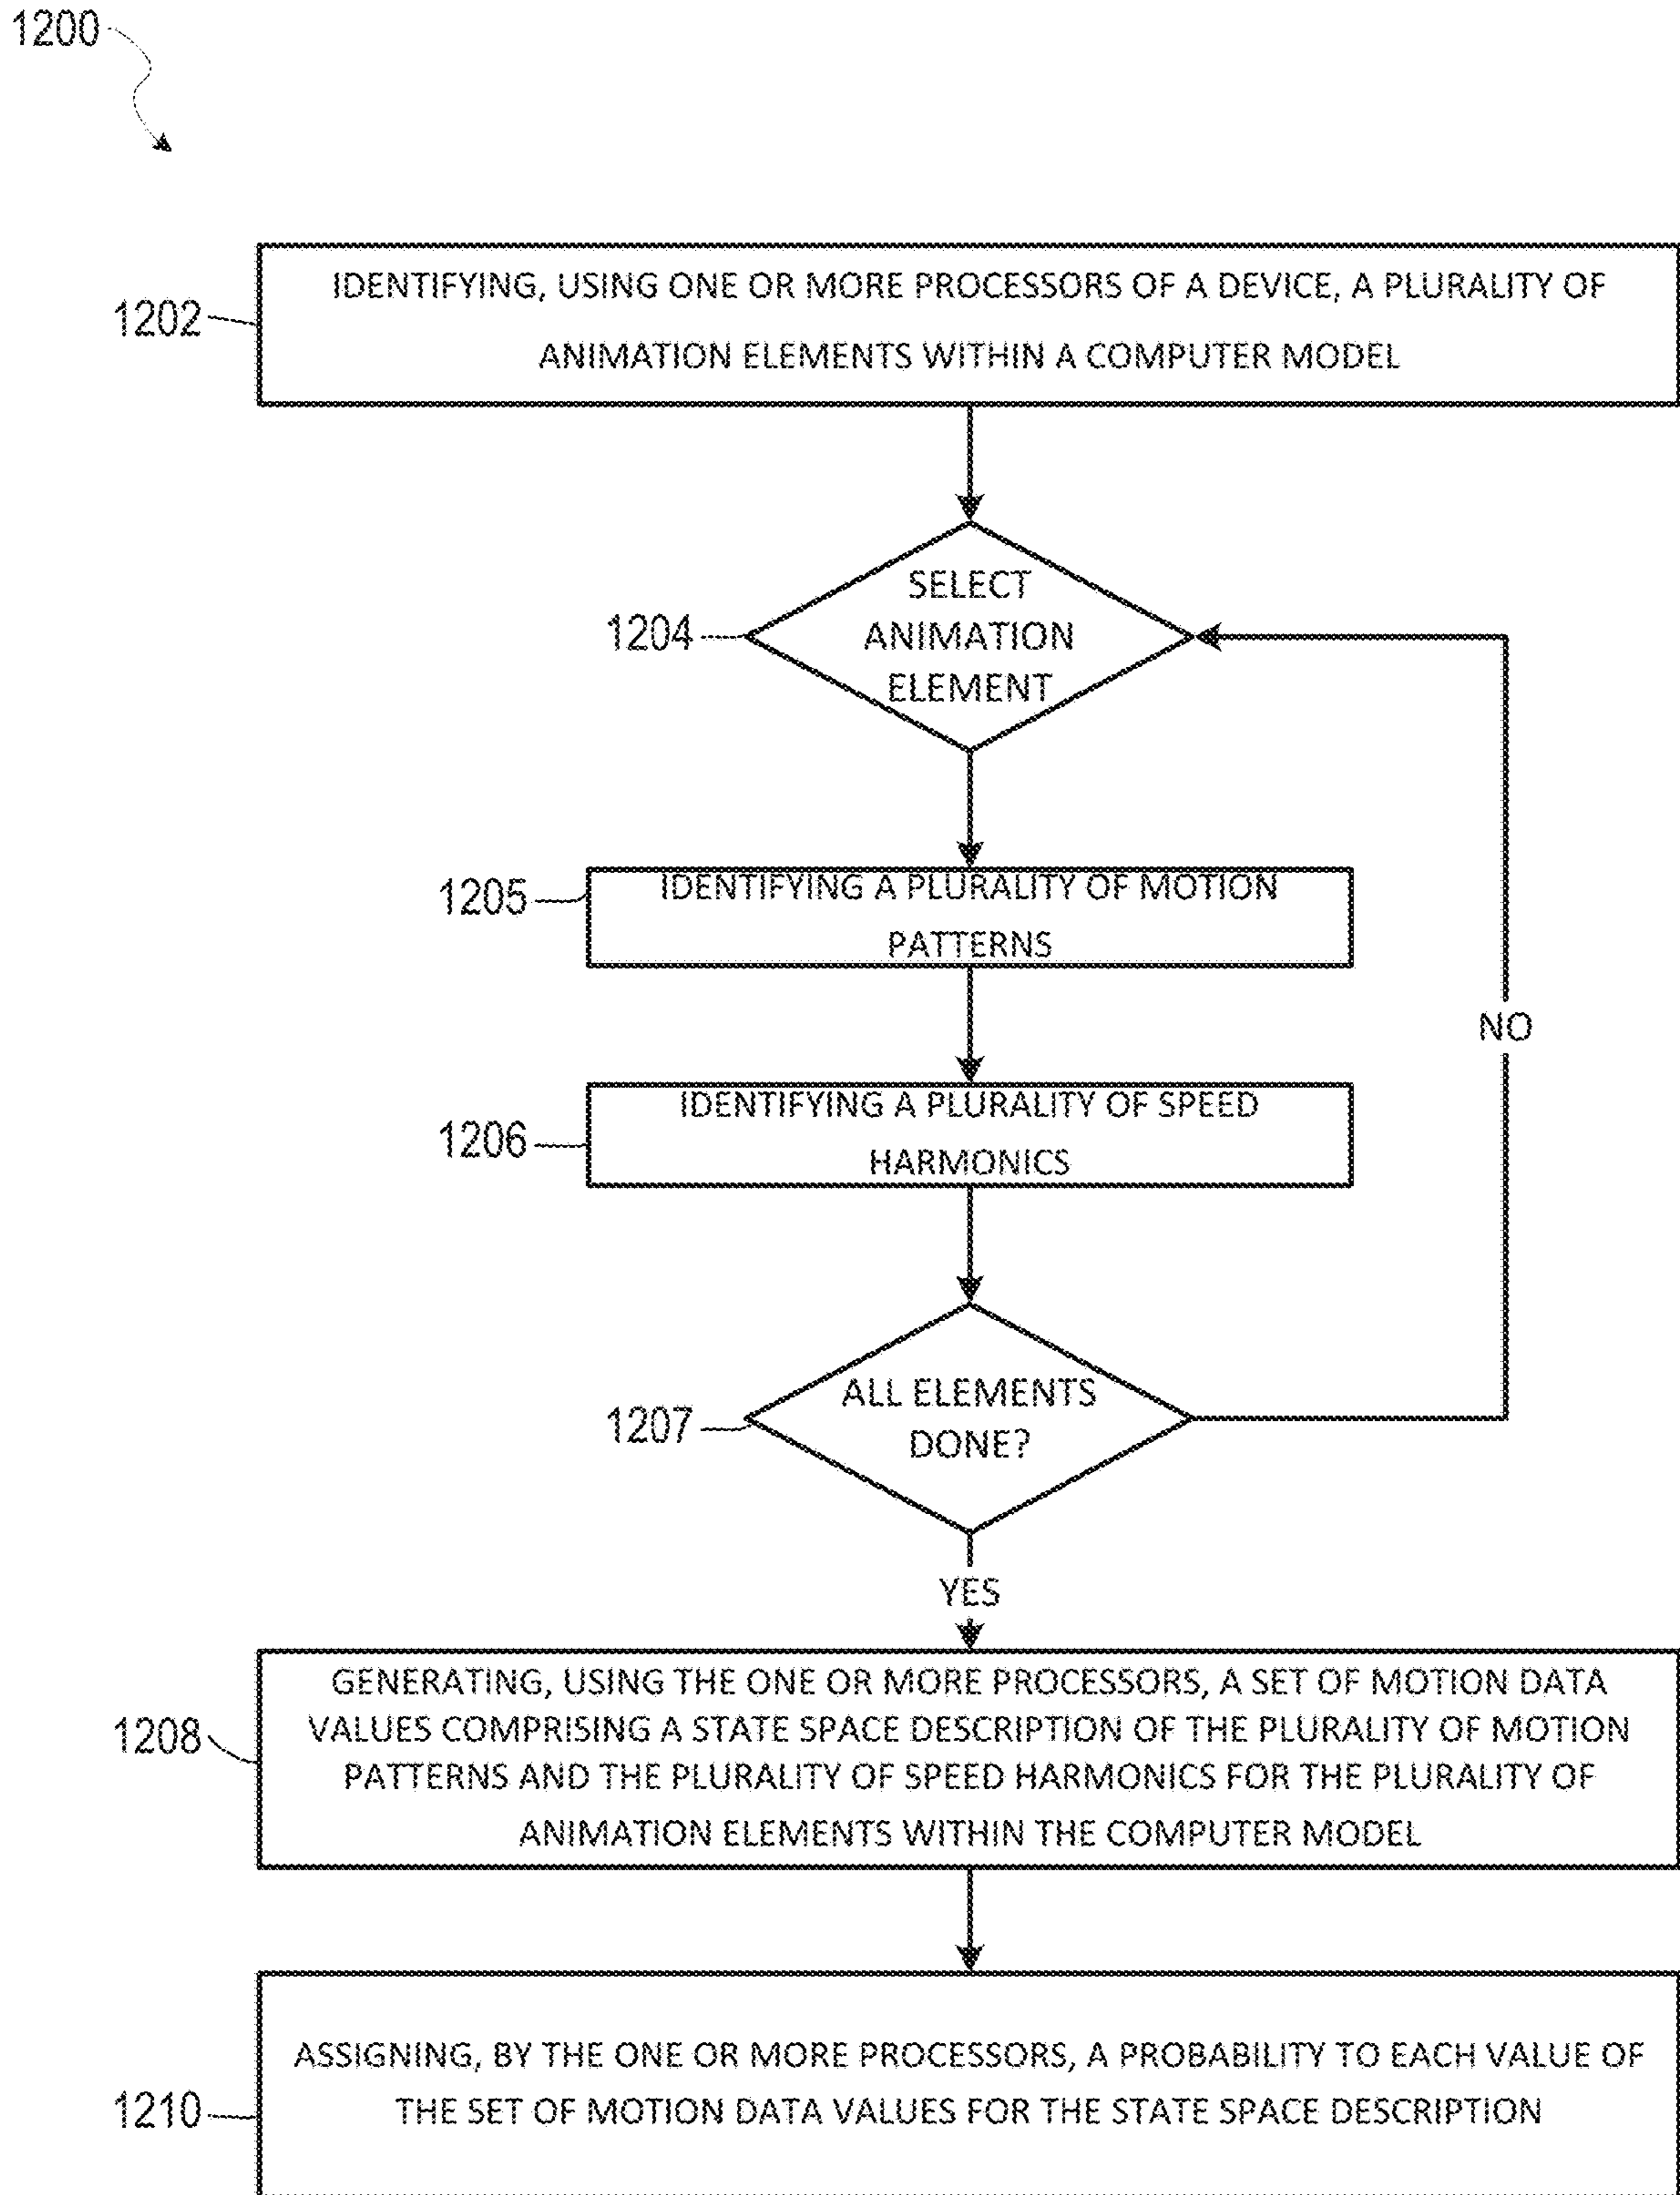 1200
IDENTIFYING, USING ONE OR MORE PROCESSORS OF A DEVICE, A PLURALITY OF
1202
ANIMATION ELEMENTS WITHIN A COMPUTER MODEL
SELECT
1204
ANIMATION
ELEMENT
1205
IDENTIFYING A PLURALITY OF MOTION
PATTERNS
NO
1206
IDENTIFYING A PLURALITY OF SPEED
HARMONICS
1207
ALL ELEMENTS
DONE?
YES
1208
GENERATING, USING THE ONE OR MORE PROCESSORS, A SET OF MOTION DATA
VALUES COMPRISING A STATE SPACE DESCRIPTION OF THE PLURALITY OF MOTION
PATTERNS AND THE PLURALITY OF SPEED HARMONICS FOR THE PLURALITY OF
ANIMATION ELEMENTS WITHIN THE COMPUTER MODEL
1210
ASSIGNING, BY THE ONE OR MORE PROCESSORS, A PROBABILITY TO EACH VALUE OF
THE SET OF MOTION DATA VALUES FOR THE STATE SPACE DESCRIPTION